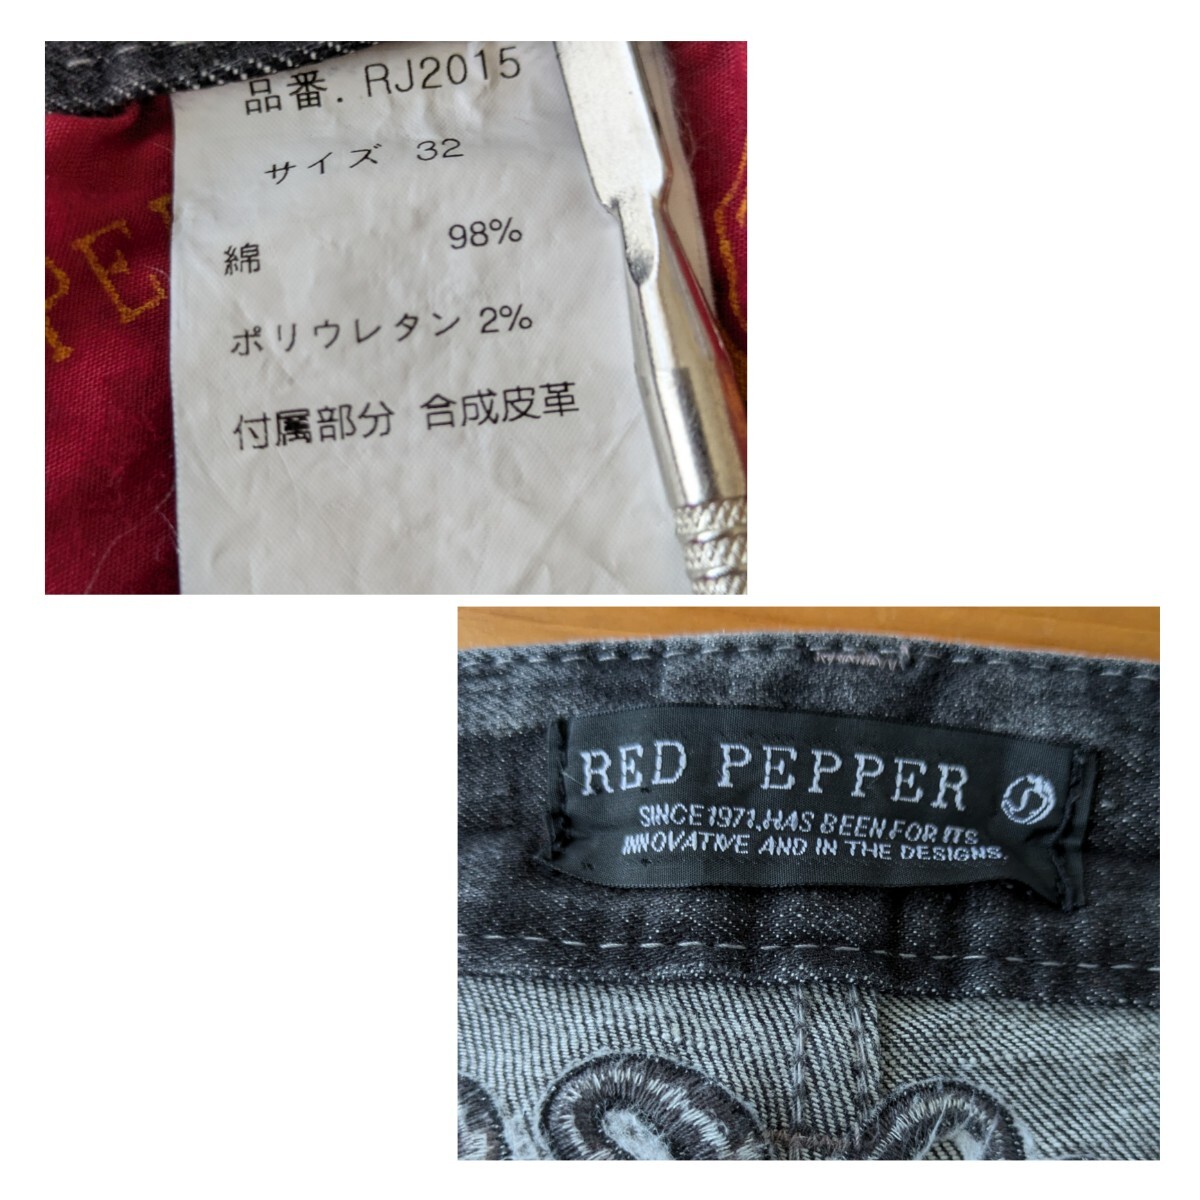 品番. RJ2015
サイズ 32
綿 98%
ポリウレタン 2%
付属部分 合成皮革
PE
RED PEPPER
SINCE 1971, HAS BEEN FOR ITS
INNOVATIVE AND IN THE DESIGNS.